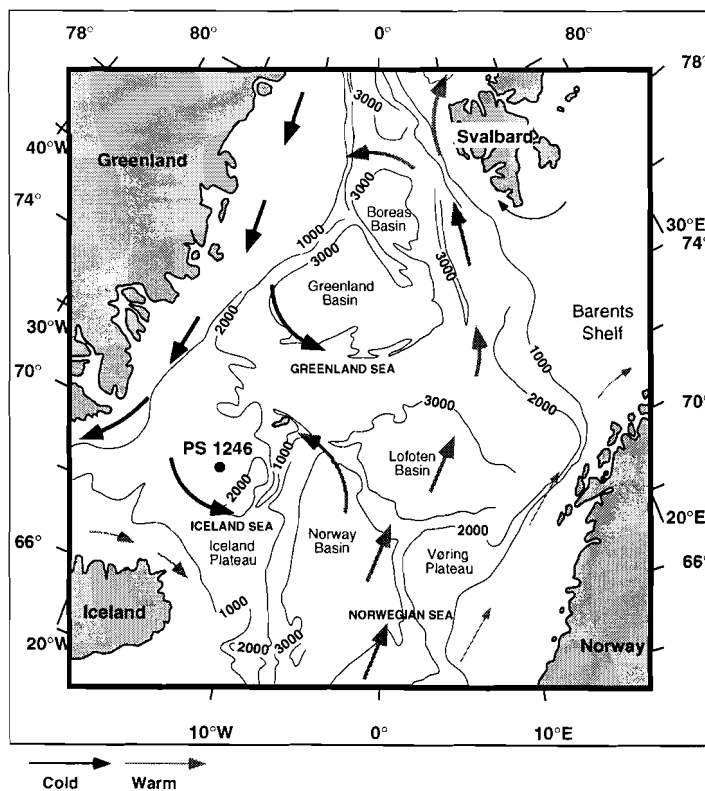 78°
80°
0°
80°
78°
3000
Svalbard
Greenland
40°W
3000
74°
Boreas
Basin
30°E
74°
1000
3000
3000
Greenland
Basin
2000
Barents
Shelf
30°W
1000
GREENLAND SEA
70°
2000
3000
70°
PS 1246
1000
Lofoten
Basin
2000
ICELAND SEA
20°E
Iceland
Plateau
Norway
Basin
2000
Vøring
Plateau
66°
66°
Iceland
1000
NORWEGIAN SEA
20°W
2000
3000
Norway
10°W
0°
10°E
Cold
Warm